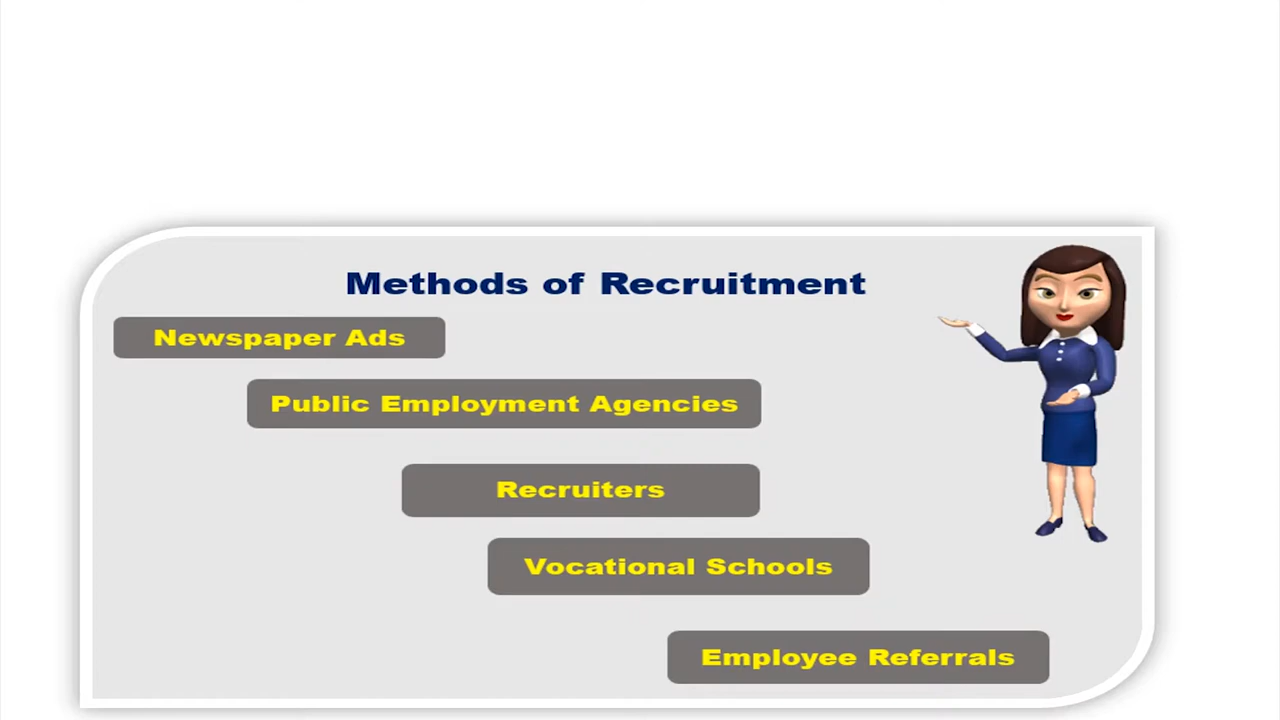 Methods of Recruitment
Newspaper Ads
Public Employment Agencies
Recruiters
Vocational Schools
Employee Referrals